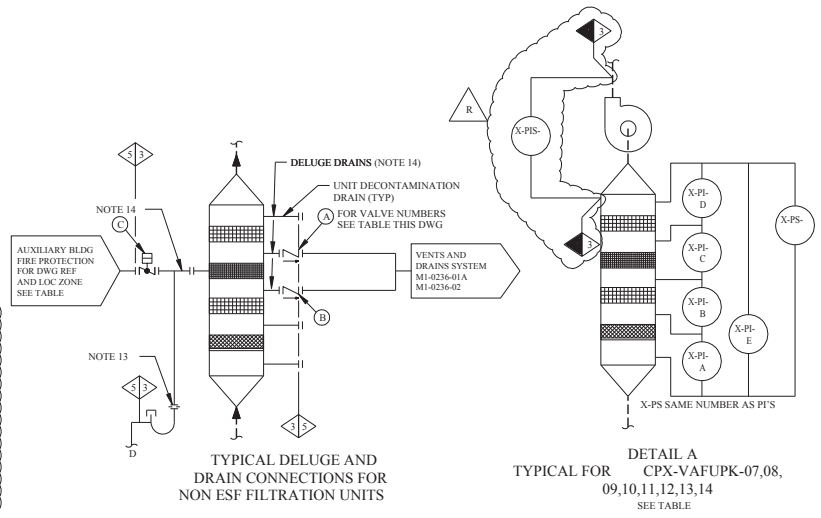 TYPICAL DELUGE AND
DRAIN CONNECTIONS FOR
NON ESF FILTRATION UNITS
5 3
NOTE 14
C
AUXILIARY BLDG
FIRE PROTECTION
FOR DWG REF
AND LOC ZONE
SEE TABLE
NOTE 13
5 3
D
DELUGE DRAINS (NOTE 14)
UNIT DECONTAMINATION
DRAIN (TYP)
A
FOR VALVE NUMBERS
SEE TABLE THIS DWG
VENTS AND
DRAINS SYSTEM
M1-0236-01A
M1-0236-02
B
3 5
3
R
X-PIS-
3
X-PI-
D
X-PI-
C
X-PI-
B
X-PI-
A
X-PI-
E
X-PS-
X-PS SAME NUMBER AS PI'S
DETAIL A
TYPICAL FOR CPX-VAFUPK-07,08,
09,10,11,12,13,14
SEE TABLE